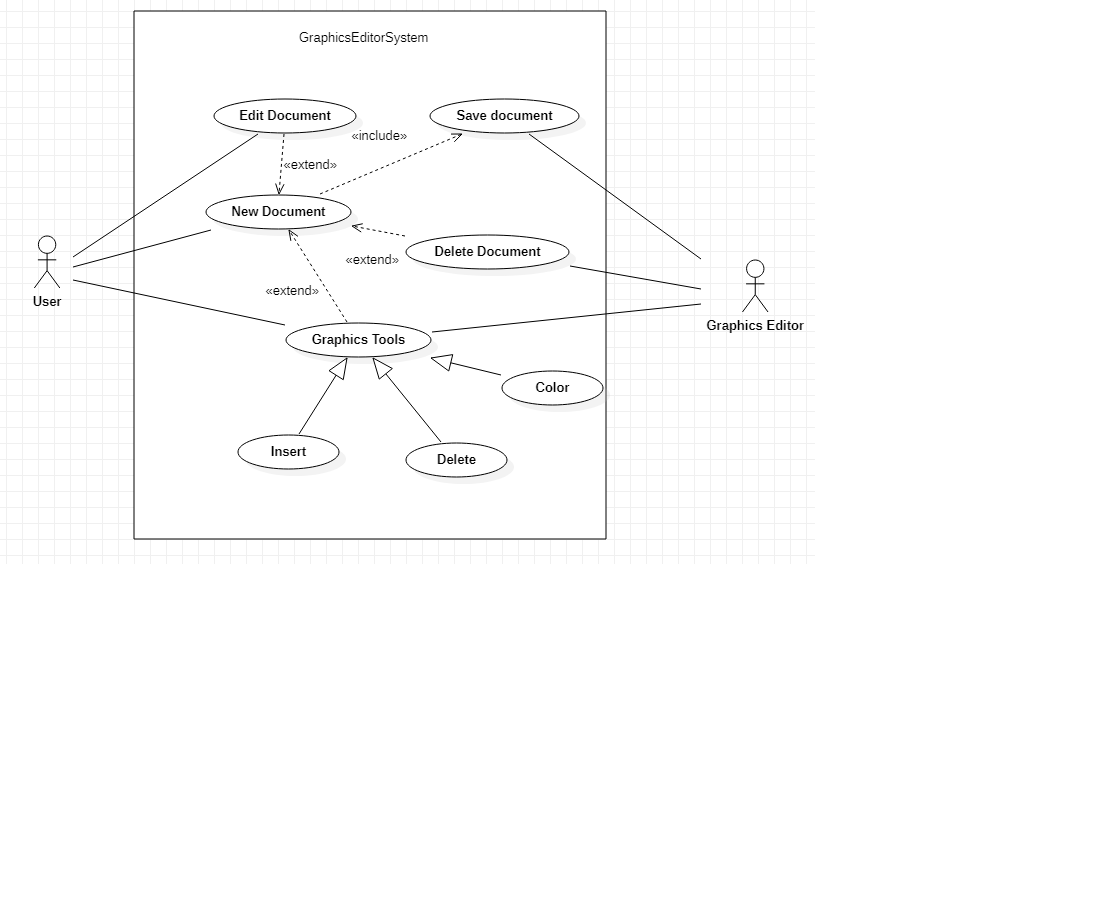 GraphicsEditorSystem
Edit Document
Save document
«include»
«extend»
New Document
Delete Document
«extend»
«extend»
User
Graphics Editor
Graphics Tools
Color
Insert
Delete